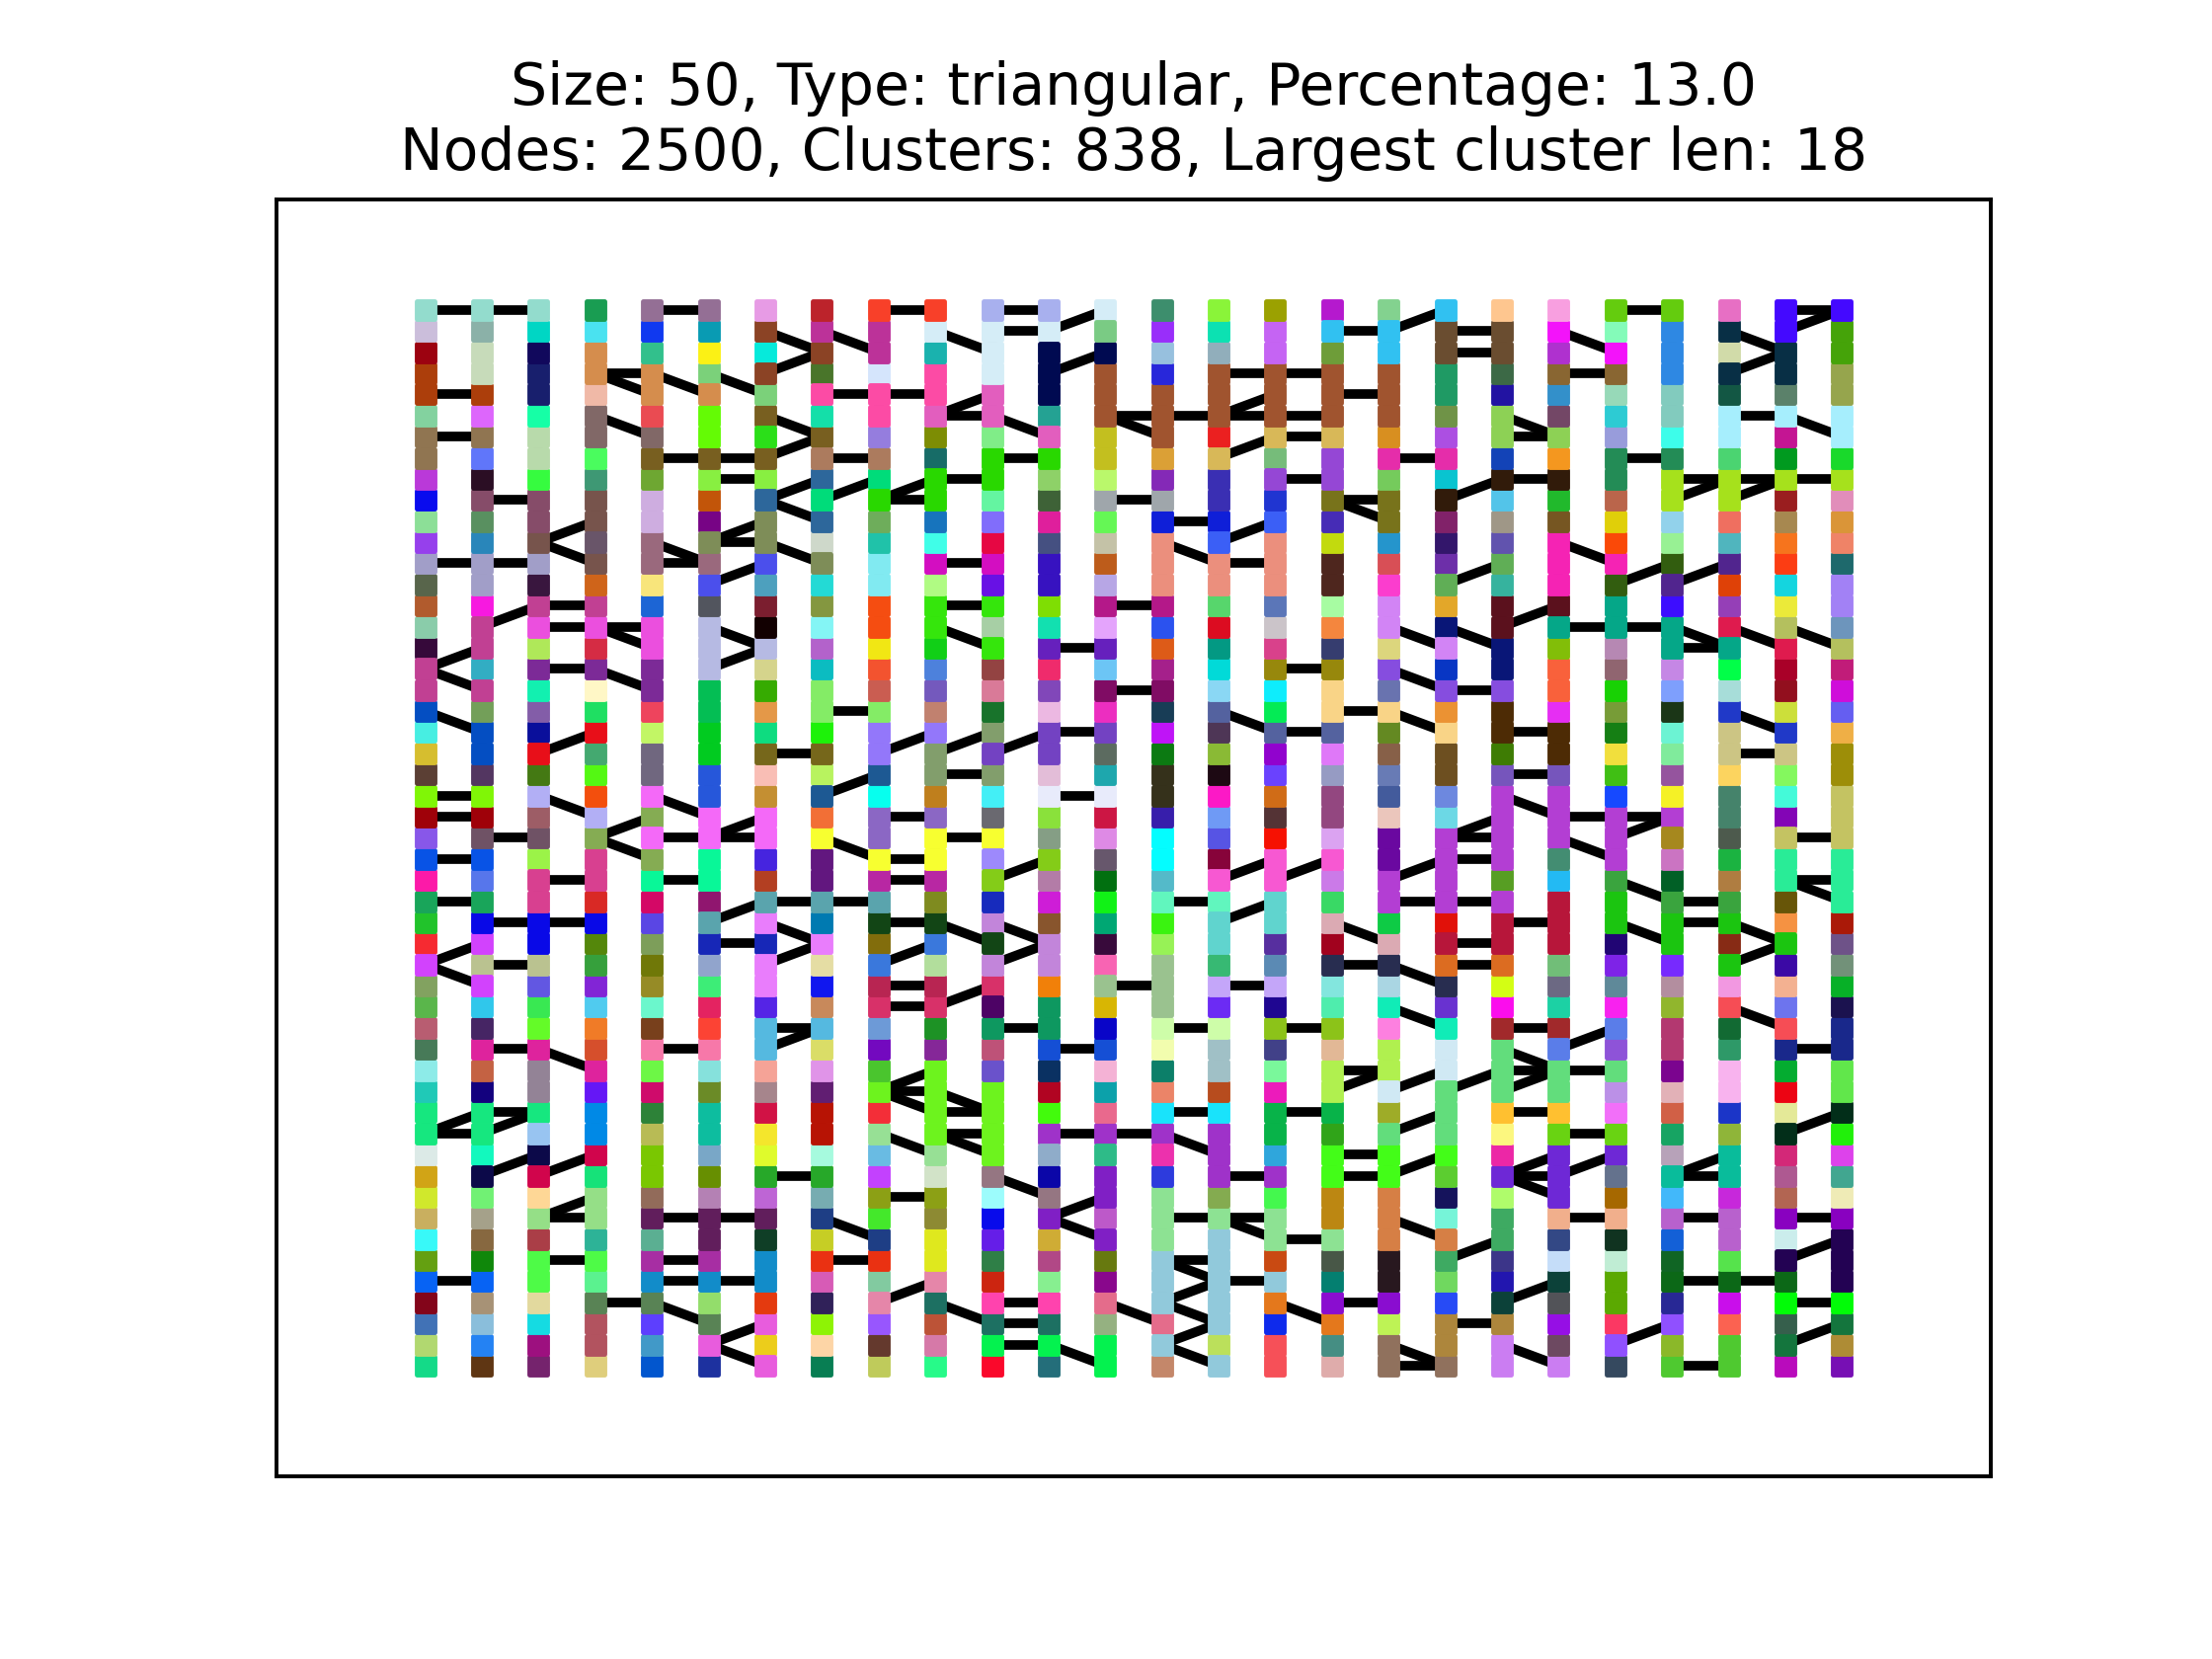 Size: 50, Type: triangular, Percentage: 13.0
Nodes: 2500, Clusters: 838, Largest cluster len: 18